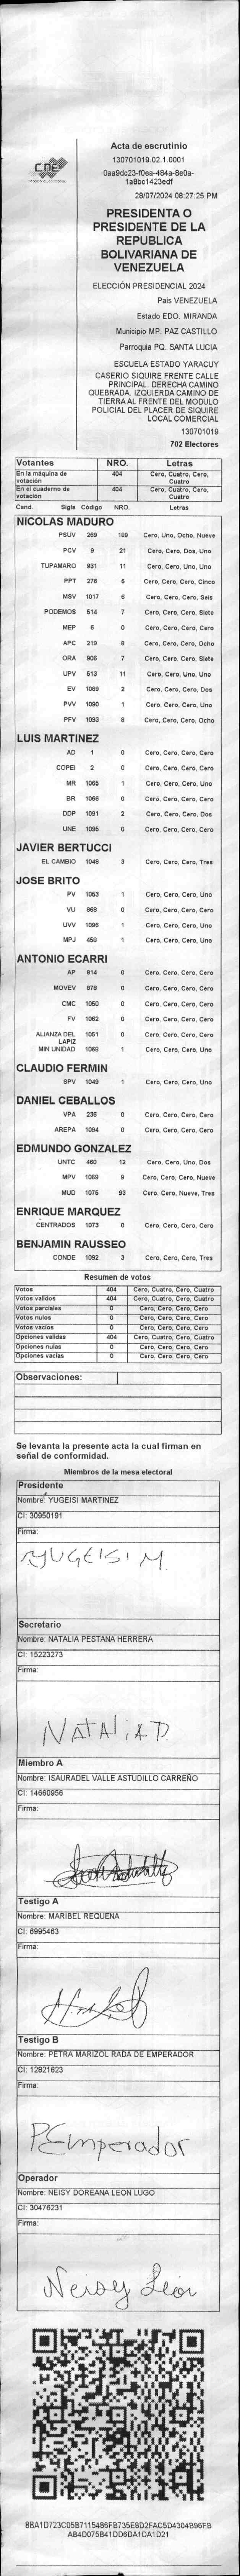 CNE
Acta de escrutinio
130701019.02.1.0001
0aa9dc23-f0ea-484a-8e0a-
1a8bc1423edf
28/07/2024 08:27:25 PM
PRESIDENTA O
PRESIDENTE DE LA
REPUBLICA
BOLIVARIANA DE
VENEZUELA
ELECCIÓN PRESIDENCIAL 2024
Pais VENEZUELA
Estado EDO. MIRANDA
Municipio MP. PAZ CASTILLO
Parroquia PQ. SANTA LUCIA
ESCUELA ESTADO YARACUY
CASERIO SIQUIRE FRENTE CALLE
PRINCIPAL. DERECHA CAMINO
QUEBRADA. IZQUIERDA CAMINO DE
TIERRA AL FRENTE DEL MODULO
POLICIAL DEL PLACER DE SIQUIRE
LOCAL COMERCIAL
130701019
702 Electores
Votantes NRO. Letras
En la máquina de votación 404 Cero, Cuatro, Cero, Cuatro
En el cuaderno de votación 404 Cero, Cuatro, Cero, Cuatro
Cand. Sigla Código NRO. Letras
NICOLAS MADURO
PSUV 269 189 Cero, Uno, Ocho, Nueve
PCV 9 21 Cero, Cero, Dos, Uno
TUPAMARO 931 11 Cero, Cero, Uno, Uno
PPT 276 5 Cero, Cero, Cero, Cinco
MSV 1017 6 Cero, Cero, Cero, Seis
PODEMOS 514 7 Cero, Cero, Cero, Siete
MEP 6 0 Cero, Cero, Cero, Cero
APC 219 8 Cero, Cero, Cero, Ocho
ORA 906 7 Cero, Cero, Cero, Siete
UPV 513 11 Cero, Cero, Uno, Uno
EV 1089 2 Cero, Cero, Cero, Dos
PVV 1090 1 Cero, Cero, Cero, Uno
PFV 1093 8 Cero, Cero, Cero, Ocho
LUIS MARTINEZ
AD 1 0 Cero, Cero, Cero, Cero
COPEI 2 0 Cero, Cero, Cero, Cero
MR 1065 1 Cero, Cero, Cero, Uno
BR 1066 0 Cero, Cero, Cero, Cero
DDP 1091 2 Cero, Cero, Cero, Dos
UNE 1095 0 Cero, Cero, Cero, Cero
JAVIER BERTUCCI
EL CAMBIO 1048 3 Cero, Cero, Cero, Tres
JOSE BRITO
PV 1053 1 Cero, Cero, Cero, Uno
VU 868 0 Cero, Cero, Cero, Cero
UVV 1096 1 Cero, Cero, Cero, Uno
MPJ 459 1 Cero, Cero, Cero, Uno
ANTONIO ECARRI
AP 814 0 Cero, Cero, Cero, Cero
MOVEV 878 0 Cero, Cero, Cero, Cero
CMC 1050 0 Cero, Cero, Cero, Cero
FV 1062 0 Cero, Cero, Cero, Cero
ALIANZA DEL LAPIZ 1051 0 Cero, Cero, Cero, Cero
MIN UNIDAD 1068 1 Cero, Cero, Cero, Uno
CLAUDIO FERMIN
SPV 1049 1 Cero, Cero, Cero, Uno
DANIEL CEBALLOS
VPA 236 0 Cero, Cero, Cero, Cero
AREPA 1094 0 Cero, Cero, Cero, Cero
EDMUNDO GONZALEZ
UNTC 460 12 Cero, Cero, Uno, Dos
MPV 1069 9 Cero, Cero, Cero, Nueve
MUD 1075 93 Cero, Cero, Nueve, Tres
ENRIQUE MARQUEZ
CENTRADOS 1073 0 Cero, Cero, Cero, Cero
BENJAMIN RAUSSEO
CONDE 1092 3 Cero, Cero, Cero, Tres
Resumen de votos
Votos 404 Cero, Cuatro, Cero, Cuatro
Votos validos 404 Cero, Cuatro, Cero, Cuatro
Votos parciales 0 Cero, Cero, Cero, Cero
Votos nulos 0 Cero, Cero, Cero, Cero
Votos vacios 0 Cero, Cero, Cero, Cero
Opciones validas 404 Cero, Cuatro, Cero, Cuatro
Opciones nulas 0 Cero, Cero, Cero, Cero
Opciones vacias 0 Cero, Cero, Cero, Cero
Observaciones:
Se levanta la presente acta la cual firman en
señal de conformidad.
Miembros de la mesa electoral
Presidente
Nombre: YUGEISI MARTINEZ
CI: 30950191
Firma:
YUGEISI M.
Secretario
Nombre: NATALIA PESTANA HERRERA
CI: 15223273
Firma:
NATALIA P.
Miembro A
Nombre: ISAURADEL VALLE ASTUDILLO CARREÑO
CI: 14660956
Firma:
Testigo A
Nombre: MARIBEL REQUENA
CI: 6995463
Firma:
Testigo B
Nombre: PETRA MARIZOL RADA DE EMPERADOR
CI: 12821623
Firma:
PEmperador
Operador
Nombre: NEISY DOREANA LEON LUGO
CI: 30476231
Firma:
Neisy Leon
8BA1D723C05B7115486FB735E8D2FAC5D4304B96FB
AB4D075B41DD6DA1DA1D21